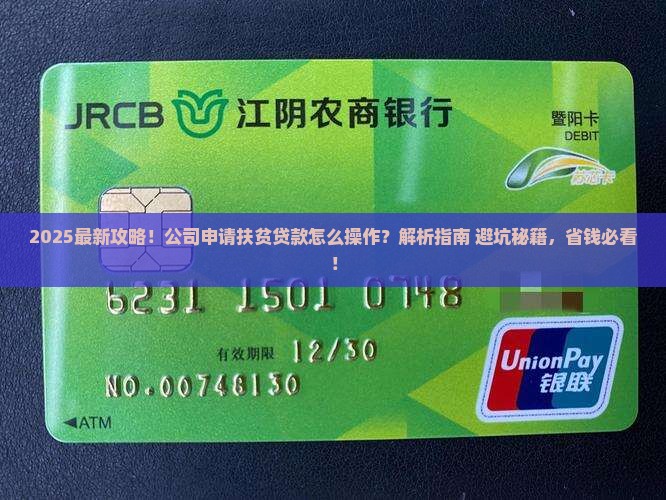 JRCB 江阴农商银行
暨阳卡
DEBIT
2025最新攻略！公司申请扶贫贷款怎么操作？解析指南 避坑秘籍，省钱必看
！
6231 1501 0748
有效期限 12/30
NO.00748130
UnionPay
银联
◀ATM